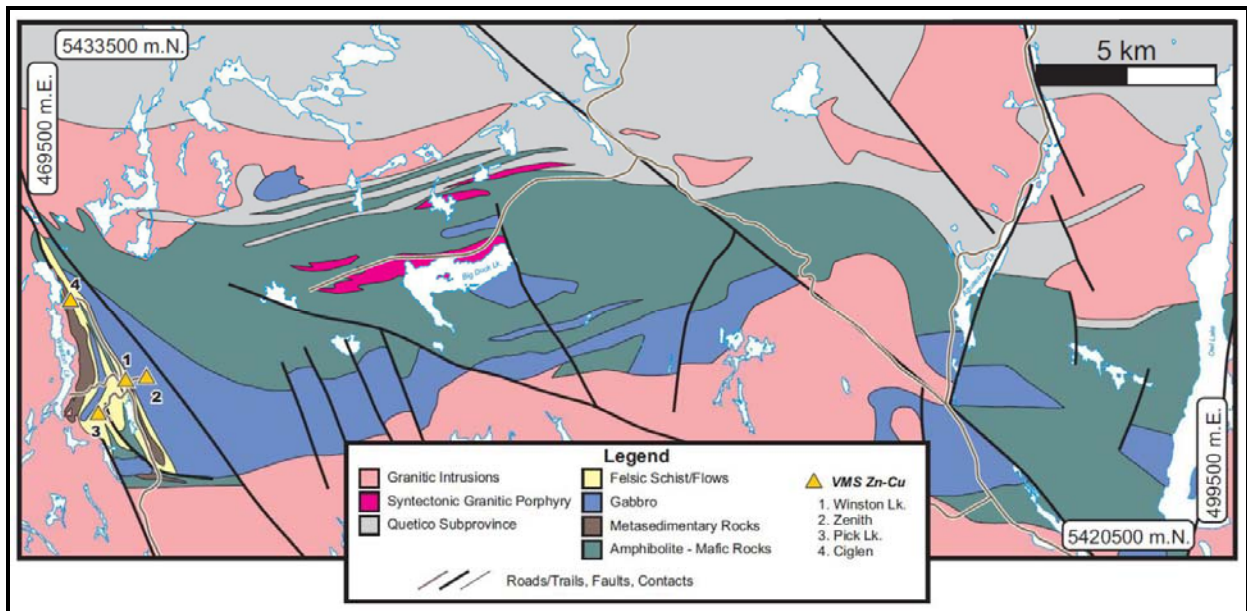 5433500 m.N.
469500 m.E.
5 km
4
1
2
3
Big Duck Lk.
Owl Lake
499500 m.E.
5420500 m.N.
Legend
Granitic Intrusions
Syntectonic Granitic Porphyry
Quetico Subprovince
Felsic Schist/Flows
Gabbro
Metasedimentary Rocks
Amphibolite - Mafic Rocks
VMS Zn-Cu
1. Winston Lk.
2. Zenith
3. Pick Lk.
4. Ciglen
Roads/Trails, Faults, Contacts